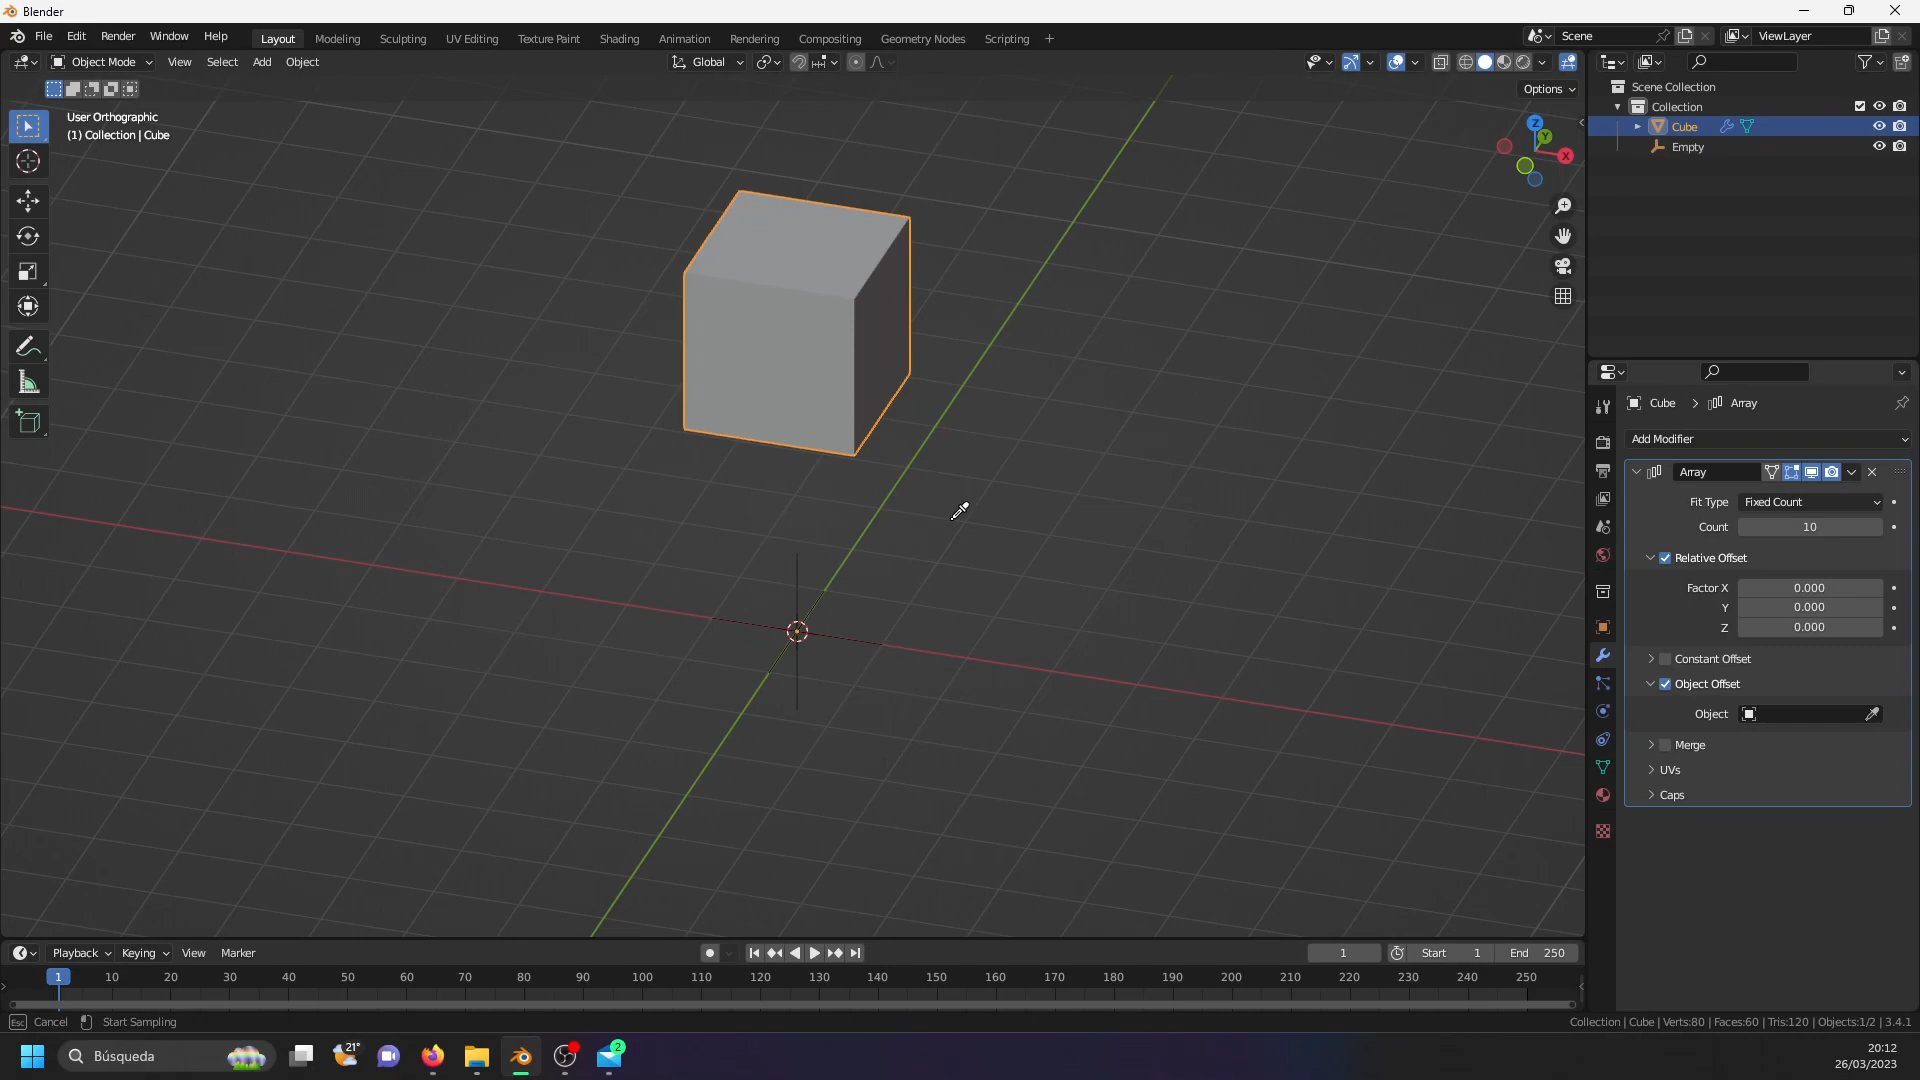 Blender
File Edit Render Window Help Layout Modeling Sculpting UV Editing Texture Paint Shading Animation Rendering Compositing Geometry Nodes Scripting + Scene ViewLayer
Object Mode View Select Add Object Global
Options
User Orthographic
(1) Collection | Cube
Z
Y
X
Scene Collection
Collection
Cube
Empty
Cube > Array
Add Modifier
Array
Fit Type Fixed Count
Count 10
Relative Offset
Factor X 0.000
Y 0.000
Z 0.000
Constant Offset
Object Offset
Object
Merge
UVs
Caps
Playback Keying View Marker 1 Start 1 End 250
1 10 20 30 40 50 60 70 80 90 100 110 120 130 140 150 160 170 180 190 200 210 220 230 240 250
Esc Cancel Start Sampling Collection | Cube | Verts:80 | Faces:60 | Tris:120 | Objects:1/2 | 3.4.1
Búsqueda 21° 2 20:12
26/03/2023